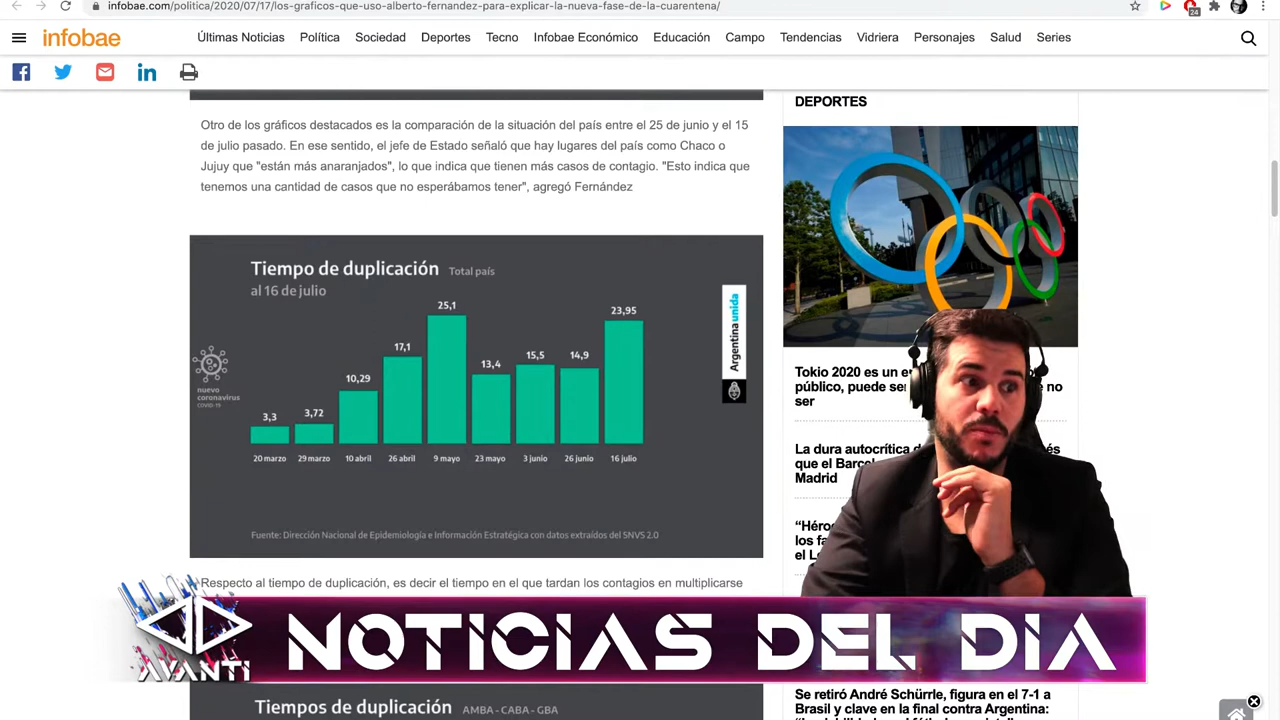 infobae.com/politica/2020/07/17/los-graficos-que-uso-alberto-fernandez-para-explicar-la-nueva-fase-de-la-cuarentena/
24
infobae
Últimas Noticias Política Sociedad Deportes Tecno Infobae Económico Educación Campo Tendencias Vidriera Personajes Salud Series
Otro de los gráficos destacados es la comparación de la situación del país entre el 25 de junio y el 15
de julio pasado. En ese sentido, el jefe de Estado señaló que hay lugares del país como Chaco o
Jujuy que "están más anaranjados", lo que indica que tienen más casos de contagio. "Esto indica que
tenemos una cantidad de casos que no esperábamos tener", agregó Fernández
Tiempo de duplicación Total país
al 16 de julio
3,3 3,72 10,29 17,1 25,1 13,4 15,5 14,9 23,95
20 marzo 29 marzo 10 abril 26 abril 9 mayo 23 mayo 3 junio 26 junio 16 julio
nuevo
coronavirus
COVID-19
Argentina unida
Fuente: Dirección Nacional de Epidemiología e Información Estratégica con datos extraídos del SNVS 2.0
Respecto al tiempo de duplicación, es decir el tiempo en el que tardan los contagios en multiplicarse
Tiempos de duplicación AMBA - CABA - GBA
DEPORTES
Tokio 2020 es un
público, puede no
ser
La dura autocrítica
que el
Madrid
los
el
Se retiró André Schürrle, figura en el 7-1 a
Brasil y clave en la final contra Argentina:
AVANTI
NOTICIAS DEL DIA